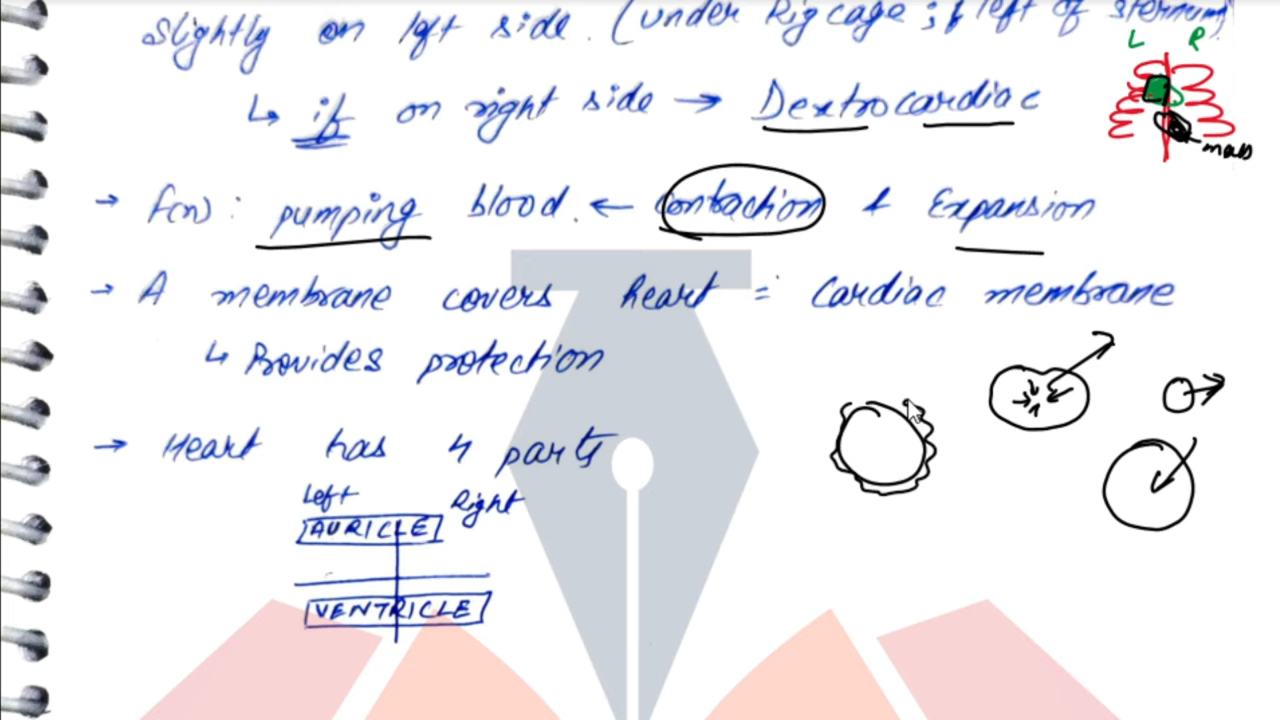 Slightly on left side. (Under Rig cage ; f left of sternum)
L R
↳ if on right side → Dextrocardiac
mass
→ f(n) : pumping blood. ← Contraction & Expansion
→ A membrane covers heart = Cardiac membrane
↳ Provides protection
→ Heart has 4 parts
Left Right
AURICLE
VENTRICLE